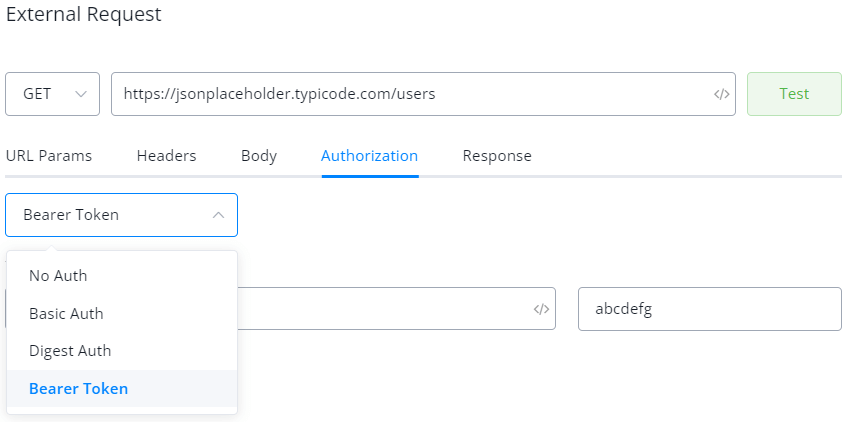 External Request
GET
https://jsonplaceholder.typicode.com/users
</>
Test
URL Params
Headers
Body
Authorization
Response
Bearer Token
No Auth
Basic Auth
Digest Auth
Bearer Token
</>
abcdefg